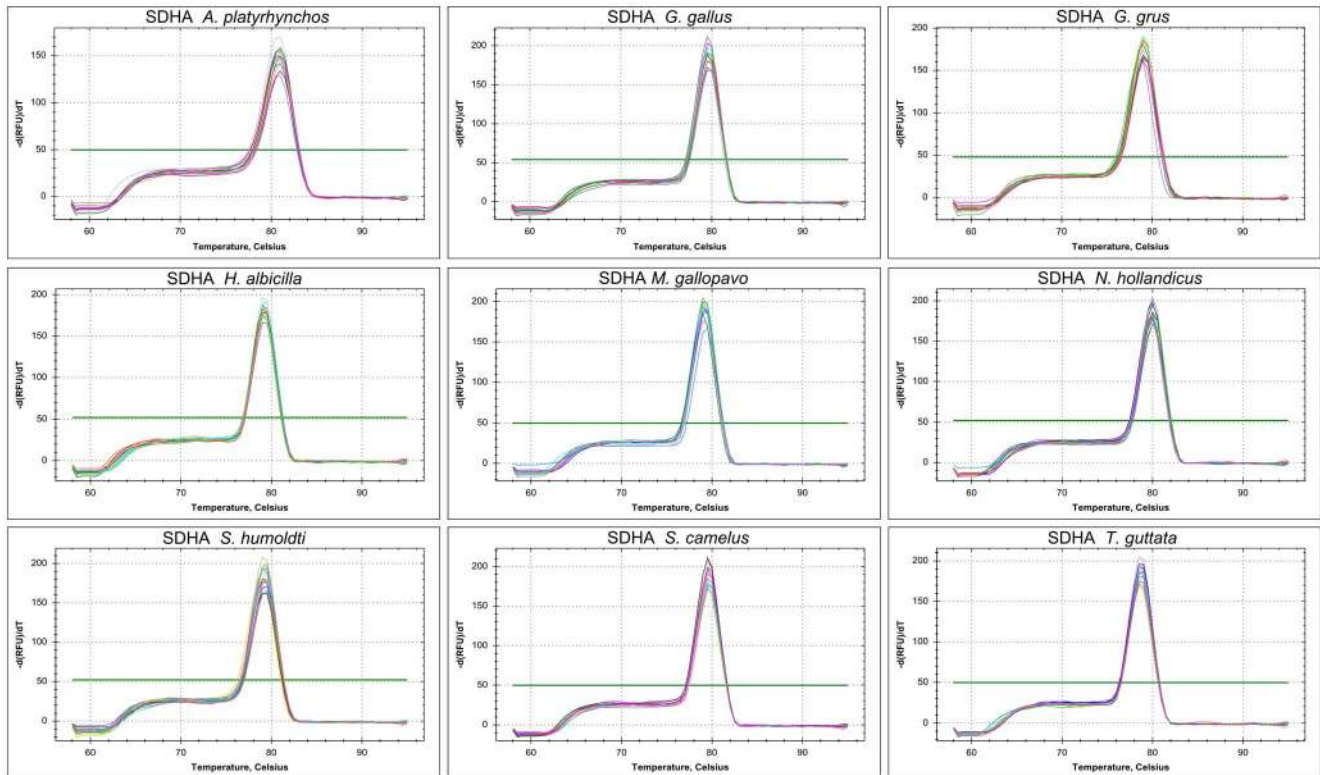 SDHA A. platyrhynchos
150
100
50
0
-d(RFU)/dT
60
70
80
90
Temperature, Celsius
SDHA G. gallus
200
150
100
50
0
-d(RFU)/dT
60
70
80
90
Temperature, Celsius
SDHA G. grus
200
150
100
50
0
-d(RFU)/dT
60
70
80
90
Temperature, Celsius
SDHA H. albicilla
200
150
100
50
0
-d(RFU)/dT
60
70
80
90
Temperature, Celsius
SDHA M. gallopavo
200
150
100
50
0
-d(RFU)/dT
60
70
80
90
Temperature, Celsius
SDHA N. hollandicus
200
150
100
50
0
-d(RFU)/dT
60
70
80
90
Temperature, Celsius
SDHA S. humoldti
200
150
100
50
0
-d(RFU)/dT
60
70
80
90
Temperature, Celsius
SDHA S. camelus
200
150
100
50
0
-d(RFU)/dT
60
70
80
90
Temperature, Celsius
SDHA T. guttata
200
150
100
50
0
-d(RFU)/dT
60
70
80
90
Temperature, Celsius